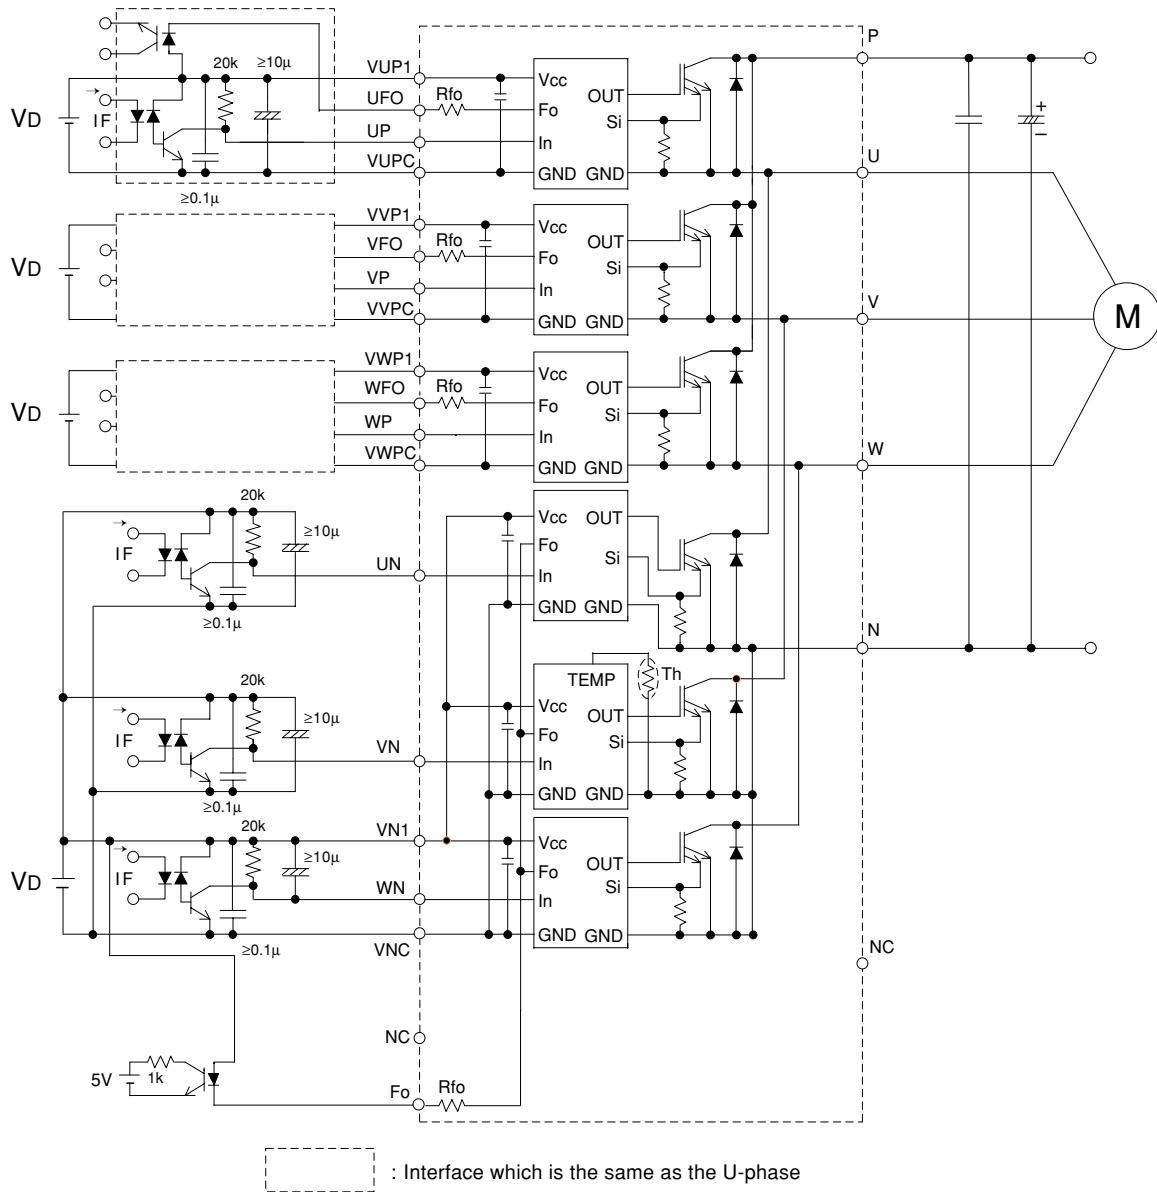 20k
≥10μ
VD
IF
≥0.1μ
VUP1
UFO
Rfo
UP
VUPC
Vcc
Fo
In
GND
OUT
Si
GND
P
U
+
–
VD
VVP1
VFO
Rfo
VP
VVPC
Vcc
Fo
In
GND
OUT
Si
GND
V
M
VD
VWP1
WFO
Rfo
WP
VWPC
Vcc
Fo
In
GND
OUT
Si
GND
W
20k
≥10μ
IF
≥0.1μ
UN
Vcc
Fo
In
GND
OUT
Si
GND
N
20k
≥10μ
IF
≥0.1μ
VN
TEMP
Th
Vcc
Fo
In
GND
OUT
Si
GND
20k
≥10μ
VD
IF
≥0.1μ
VN1
WN
VNC
Vcc
Fo
In
GND
OUT
Si
GND
NC
NC
5V
1k
Fo
Rfo
: Interface which is the same as the U-phase